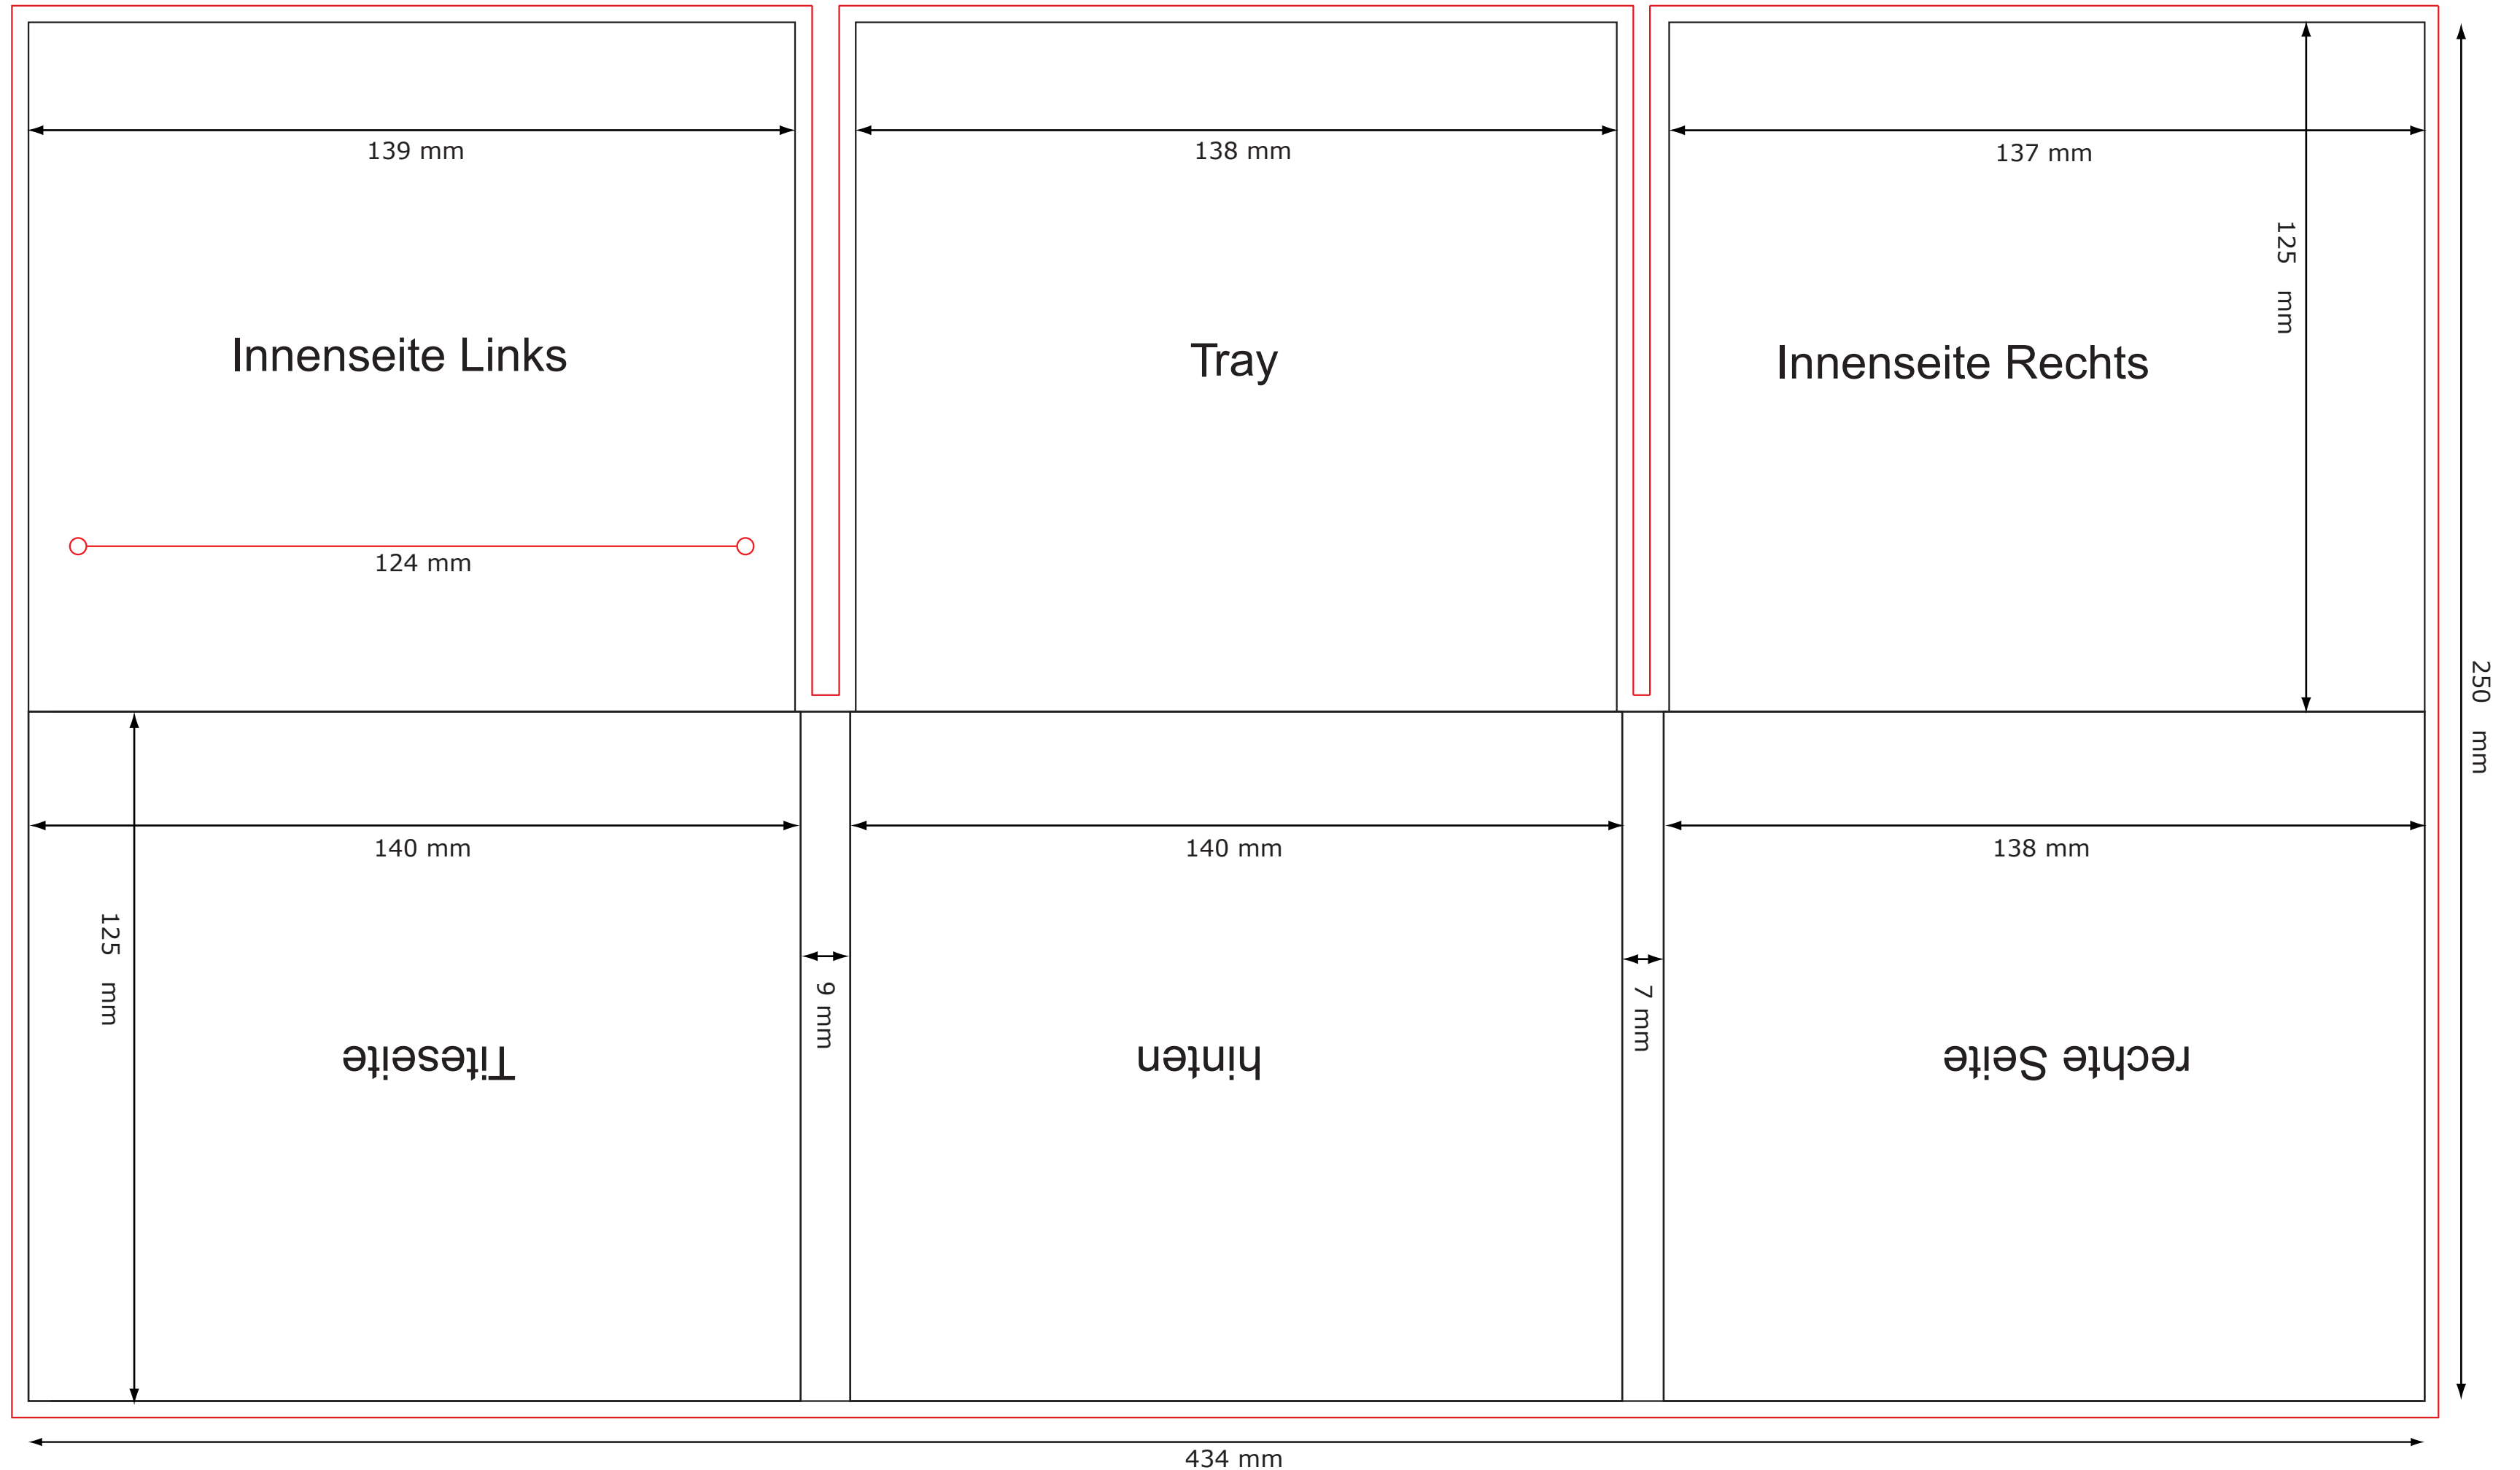 139 mm
138 mm
137 mm
125 mm
Innenseite Links
Tray
Innenseite Rechts
124 mm
250 mm
140 mm
140 mm
138 mm
125 mm
9 mm
7 mm
Titeseite
hinten
rechte Seite
434 mm